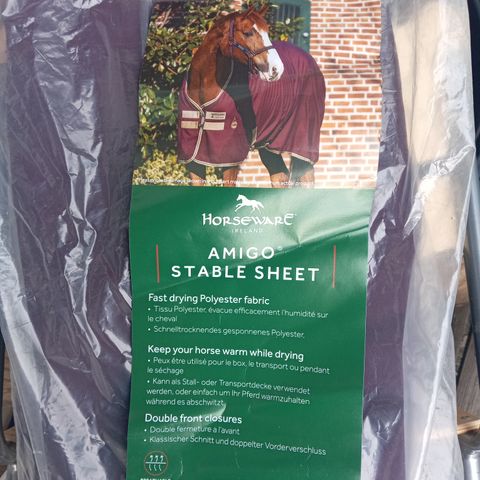 HORSEWARE®
IRELAND
AMIGO®
STABLE SHEET
Fast drying Polyester fabric
• Tissu Polyester, évacue efficacement l'humidité sur
le cheval
• Schnelltrocknendes gesponnenes Polyester,
Keep your horse warm while drying
• Peux être utilisé pour le box, le transport ou pendant
le séchage
• Kann als Stall- oder Transportdecke verwendet
werden, oder einfach um Ihr Pferd warmzuhalten
während es abschwitzt.
Double front closures
• Double fermeture à l'avant
• Klassischer Schnitt und doppelter Vorderverschluss